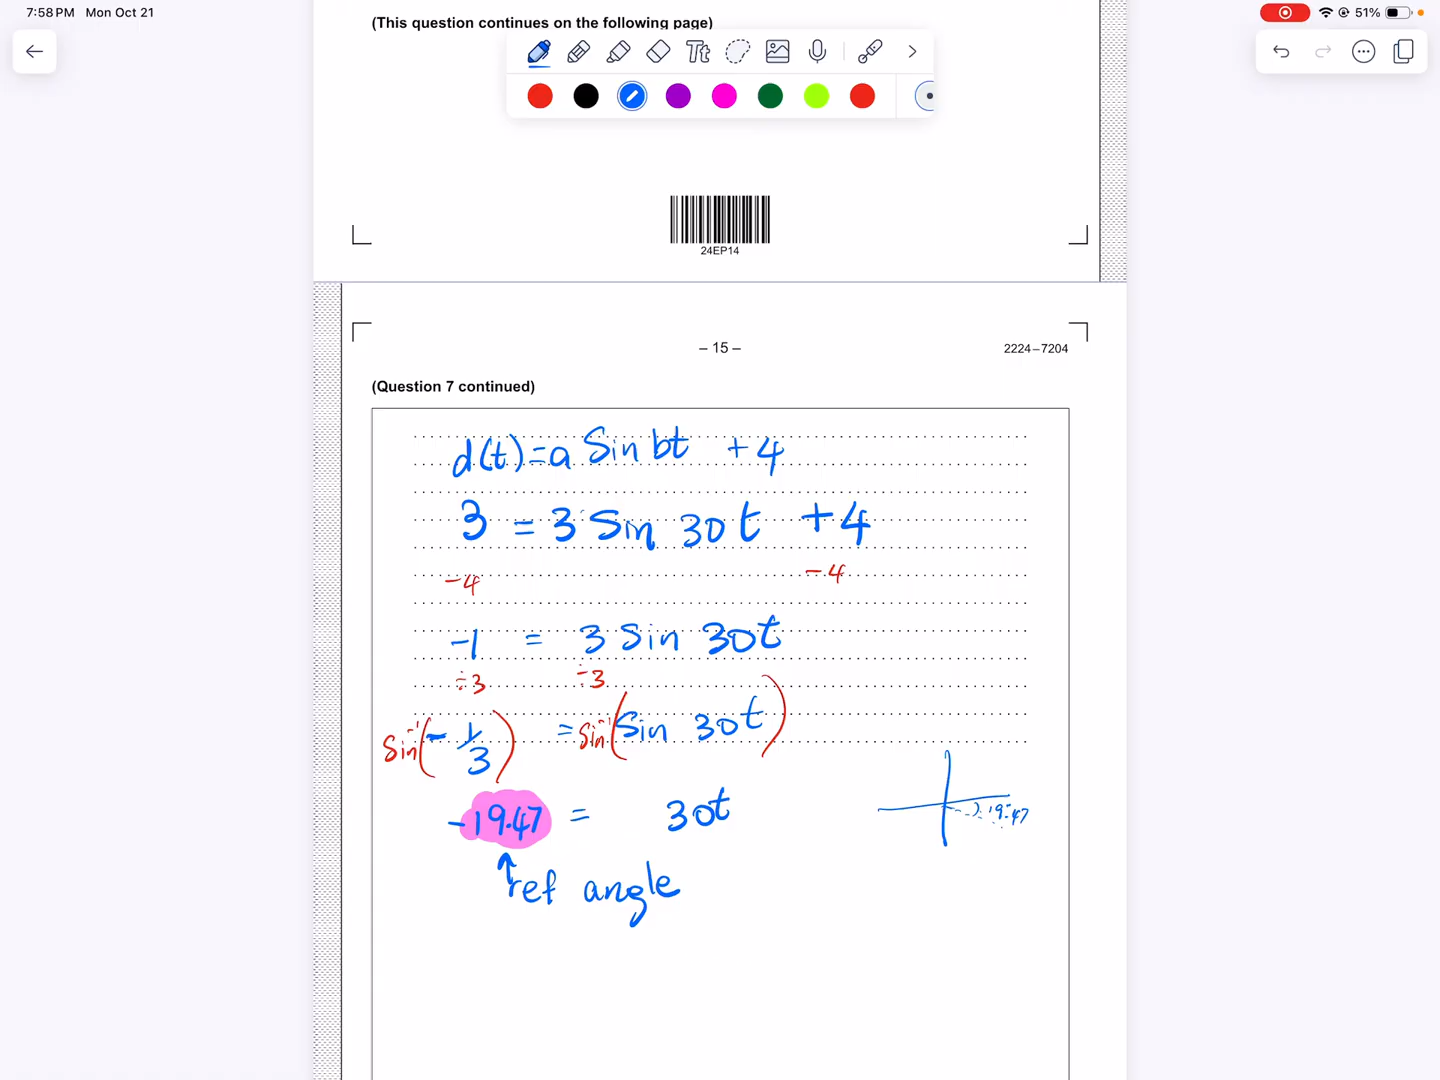 7:58 PM Mon Oct 21
51%
(This question continues on the following page)
Tt
24EP14
– 15 –
2224–7204
(Question 7 continued)
d(t)=a Sin bt +4
3 = 3 Sin 30t +4
-4 -4
-1 = 3 Sin 30t
÷3 ÷3
sin⁻¹(-1/3) = sin⁻¹(Sin 30t)
-19.47 = 30t
19.47
ref angle